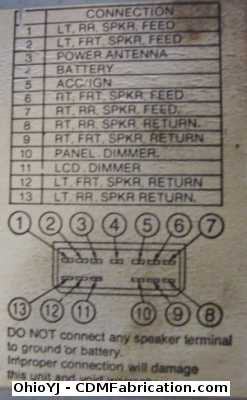 CONNECTION
1 LT. RR. SPKR. FEED
2 LT. FRT. SPKR. FEED
3 POWER ANTENNA
4 BATTERY
5 ACC/IGN
6 RT. FRT. SPKR. FEED
7 RT. RR. SPKR. FEED.
8 RT. RR. SPKR RETURN.
9 RT. FRT. SPKR. RETURN
10 PANEL. DIMMER.
11 LCD. DIMMER
12 LT. FRT. SPKR. RETURN
13 LT. RR. SPKR RETURN.
1 2 3 4 5 6 7
13 12 11 10 9 8
DO NOT connect any speaker terminal
to ground or battery.
Improper connection will damage
this unit and void
OhioYJ - CDMFabrication.com